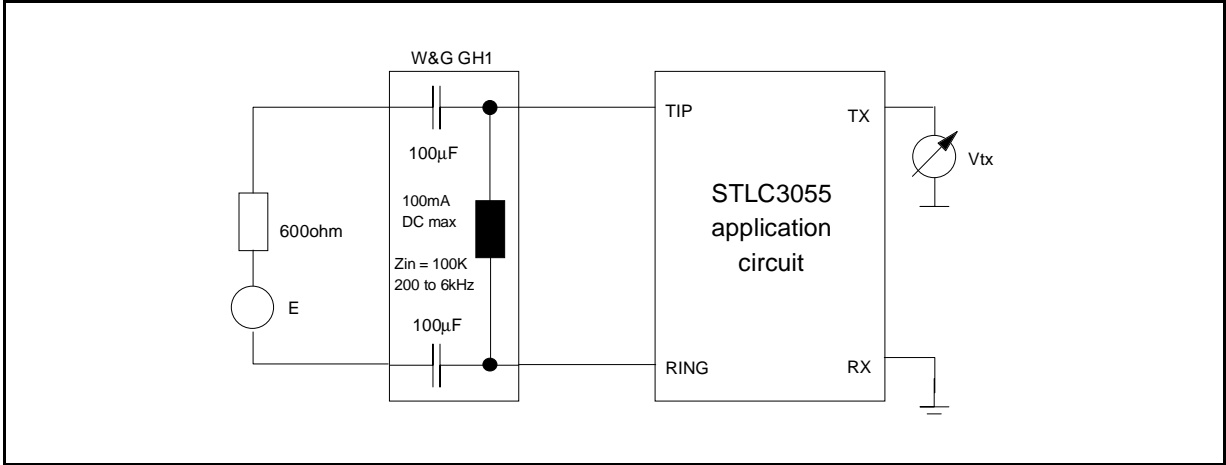 W&G GH1
TIP
TX
100μF
Vtx
100mA
DC max
STLC3055
application
circuit
600ohm
Zin = 100K
200 to 6kHz
E
100μF
RING
RX